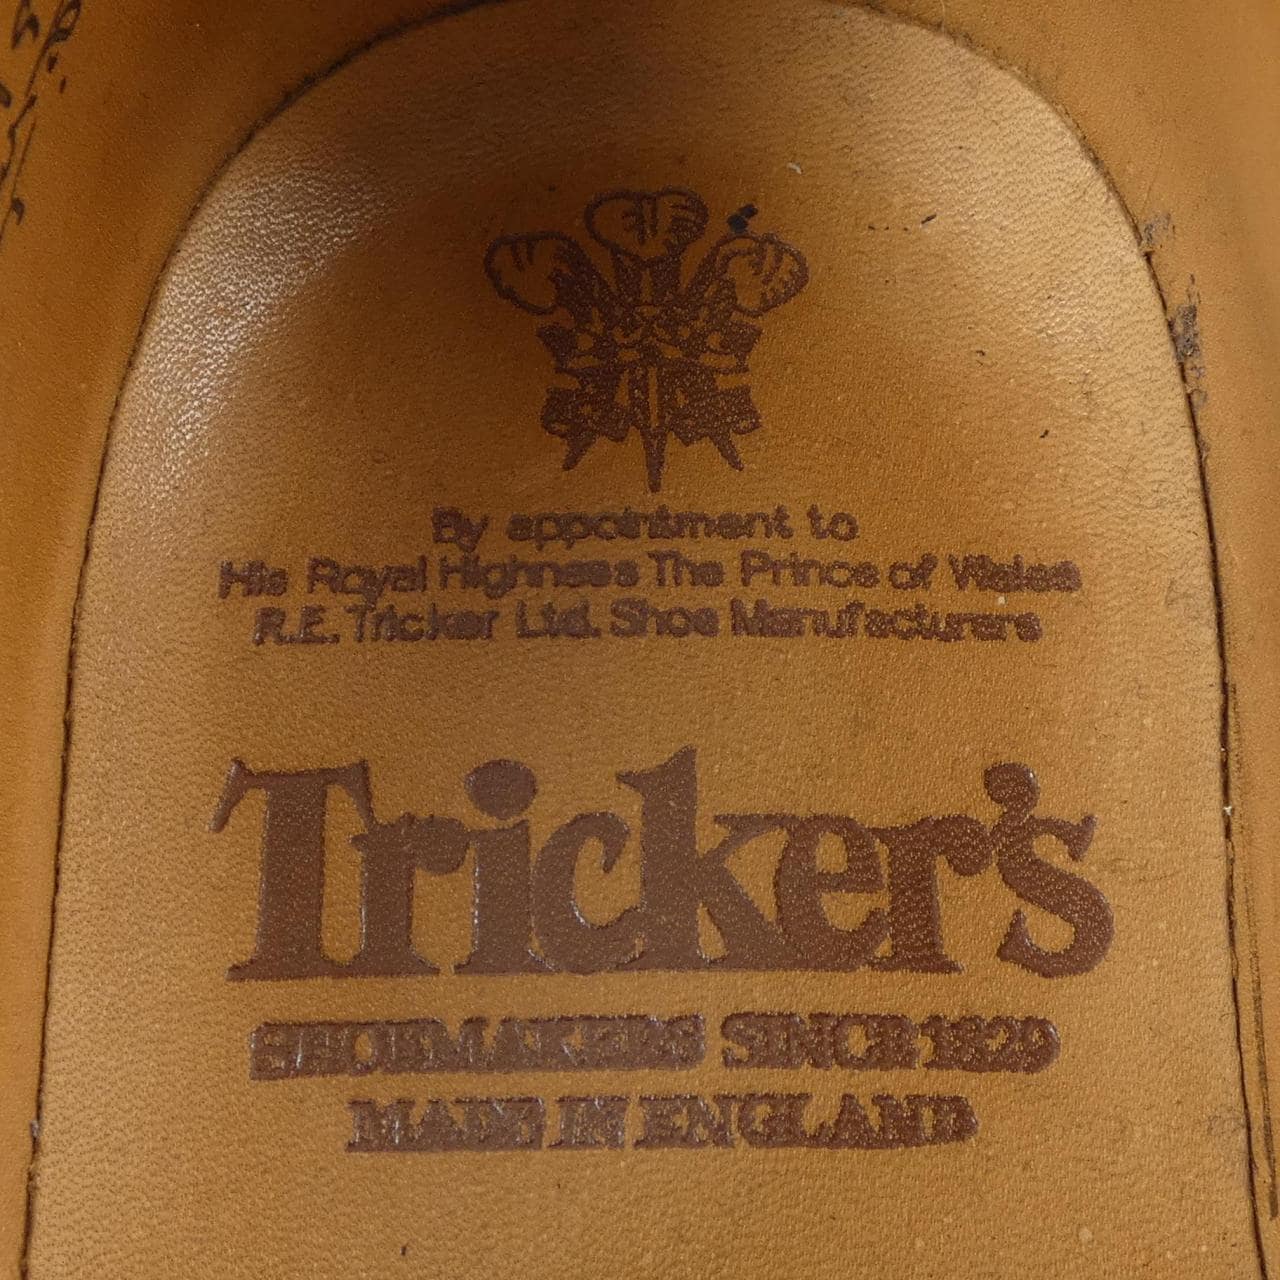 By appointment to
His Royal Highness The Prince of Wales
R.E. Tricker Ltd. Shoe Manufacturers
Tricker's
SHOEMAKERS SINCE 1829
MADE IN ENGLAND